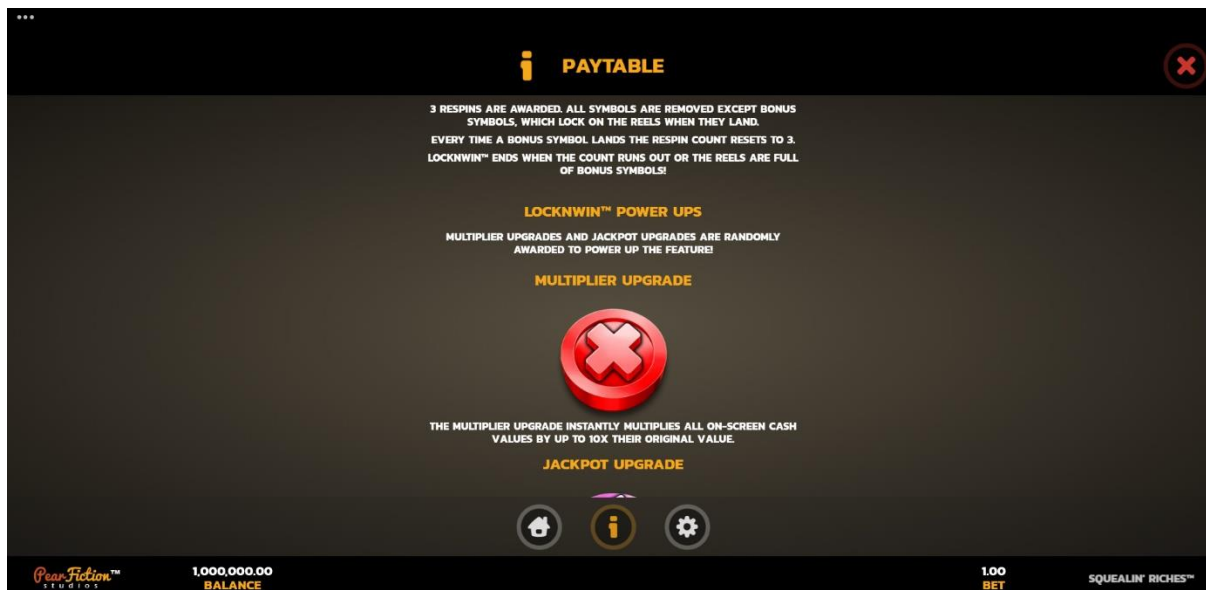 PAYTABLE
3 RESPINS ARE AWARDED. ALL SYMBOLS ARE REMOVED EXCEPT BONUS
SYMBOLS, WHICH LOCK ON THE REELS WHEN THEY LAND.
EVERY TIME A BONUS SYMBOL LANDS THE RESPIN COUNT RESETS TO 3.
LOCKNWIN™ ENDS WHEN THE COUNT RUNS OUT OR THE REELS ARE FULL
OF BONUS SYMBOLS!
LOCKNWIN™ POWER UPS
MULTIPLIER UPGRADES AND JACKPOT UPGRADES ARE RANDOMLY
AWARDED TO POWER UP THE FEATURE!
MULTIPLIER UPGRADE
THE MULTIPLIER UPGRADE INSTANTLY MULTIPLIES ALL ON-SCREEN CASH
VALUES BY UP TO 10X THEIR ORIGINAL VALUE.
JACKPOT UPGRADE
Pear Fiction™
studios
1,000,000.00
BALANCE
1.00
BET
SQUEALIN' RICHES™